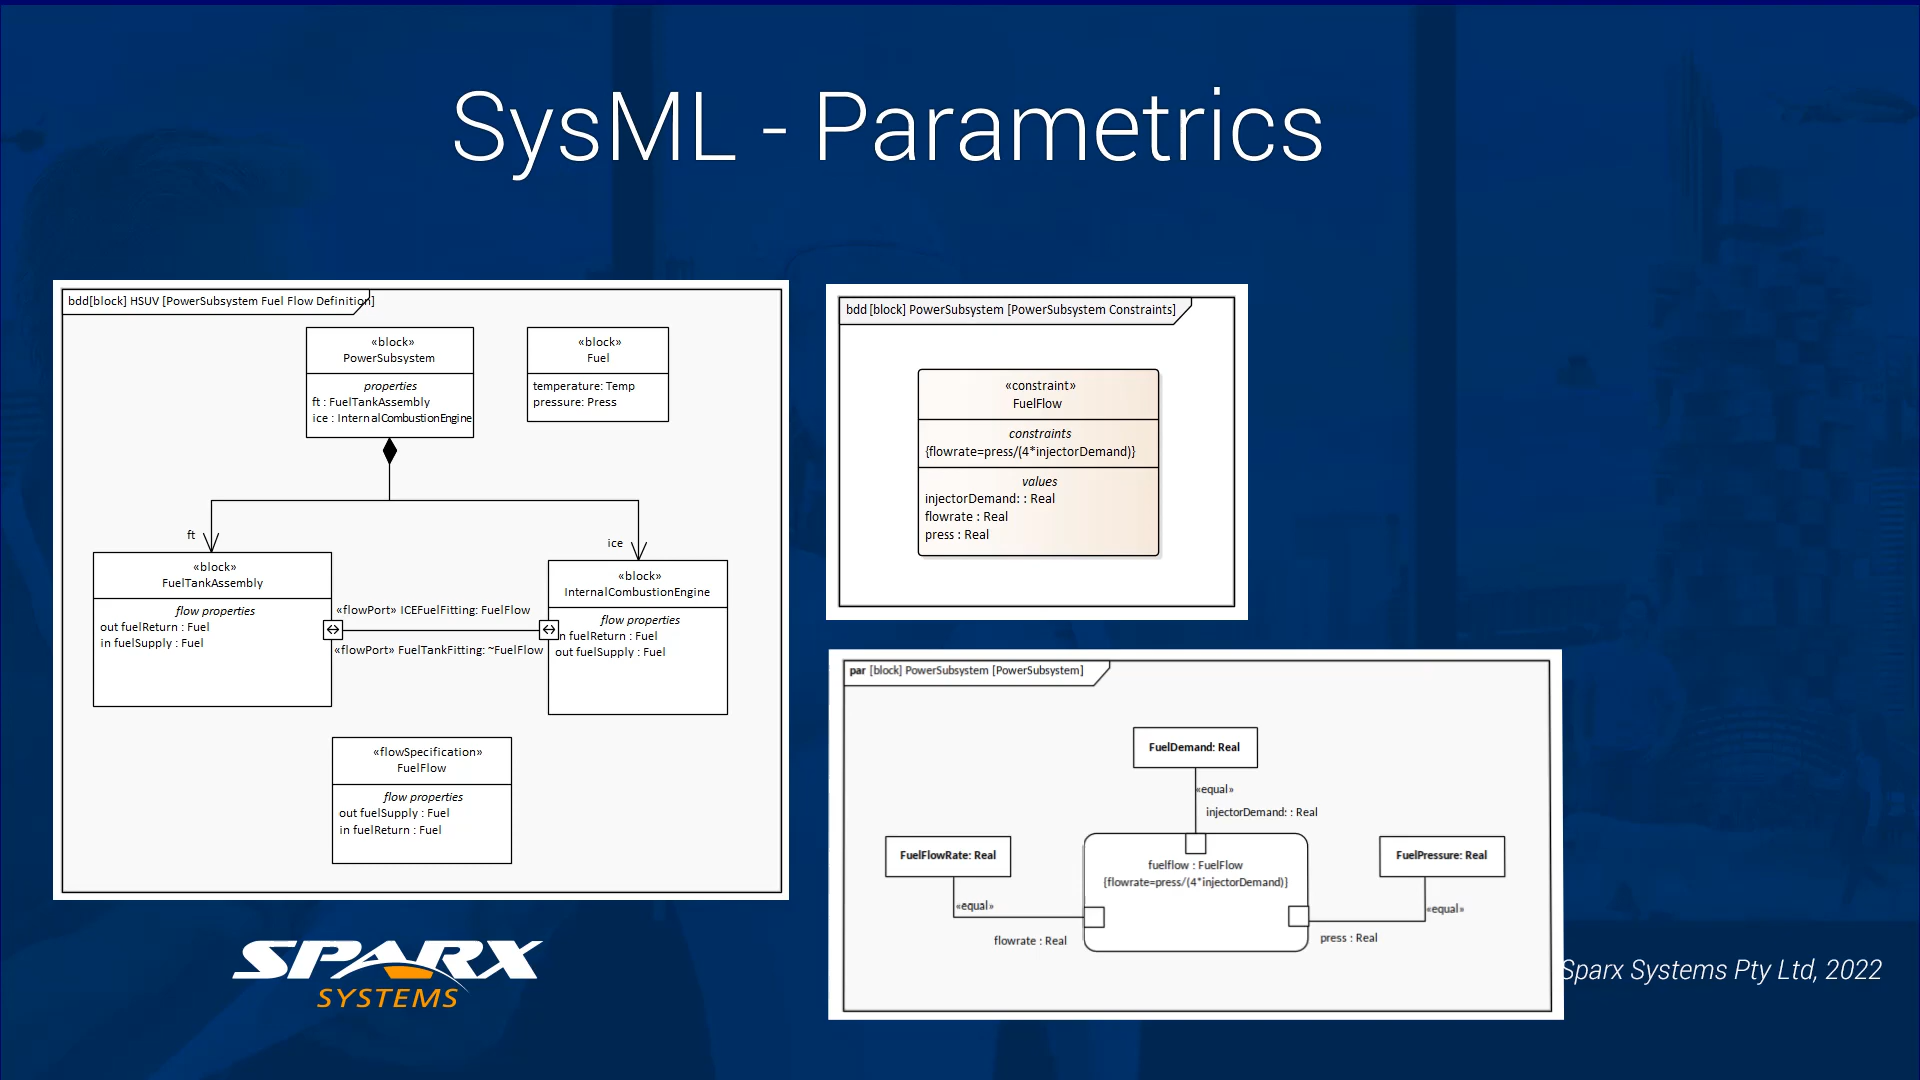 SysML - Parametrics
bdd[block] HSUV [PowerSubsystem Fuel Flow Definition]
«block»
PowerSubsystem
properties
ft : FuelTankAssembly
ice : InternalCombustionEngine
«block»
Fuel
temperature: Temp
pressure: Press
ft
ice
«block»
FuelTankAssembly
flow properties
out fuelReturn : Fuel
in fuelSupply : Fuel
«flowPort» ICEFuelFitting: FuelFlow
«flowPort» FuelTankFitting: ~FuelFlow
«block»
InternalCombustionEngine
flow properties
in fuelReturn : Fuel
out fuelSupply : Fuel
«flowSpecification»
FuelFlow
flow properties
out fuelSupply : Fuel
in fuelReturn : Fuel
bdd [block] PowerSubsystem [PowerSubsystem Constraints]
«constraint»
FuelFlow
constraints
{flowrate=press/(4*injectorDemand)}
values
injectorDemand: : Real
flowrate : Real
press : Real
par [block] PowerSubsystem [PowerSubsystem]
FuelDemand: Real
«equal»
injectorDemand: : Real
FuelFlowRate: Real
«equal»
flowrate : Real
fuelflow : FuelFlow
{flowrate=press/(4*injectorDemand)}
FuelPressure: Real
«equal»
press : Real
SPARX
SYSTEMS
Sparx Systems Pty Ltd, 2022